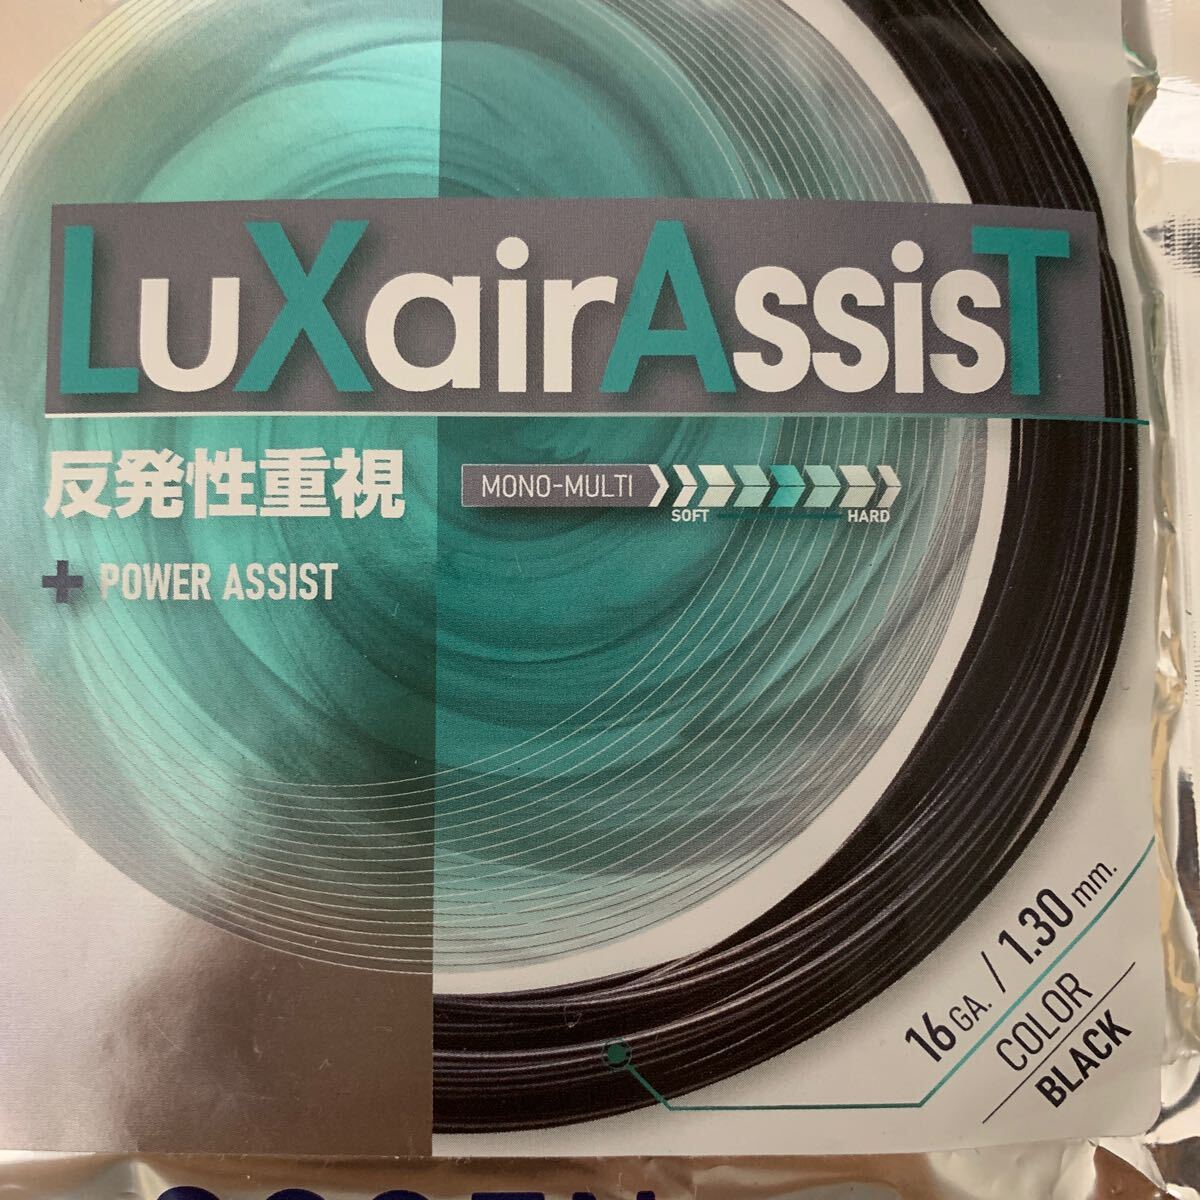 LuXairAssisT
反発性重視
MONO-MULTI
SOFT HARD
+ POWER ASSIST
16 GA. / 1.30 mm.
COLOR
BLACK